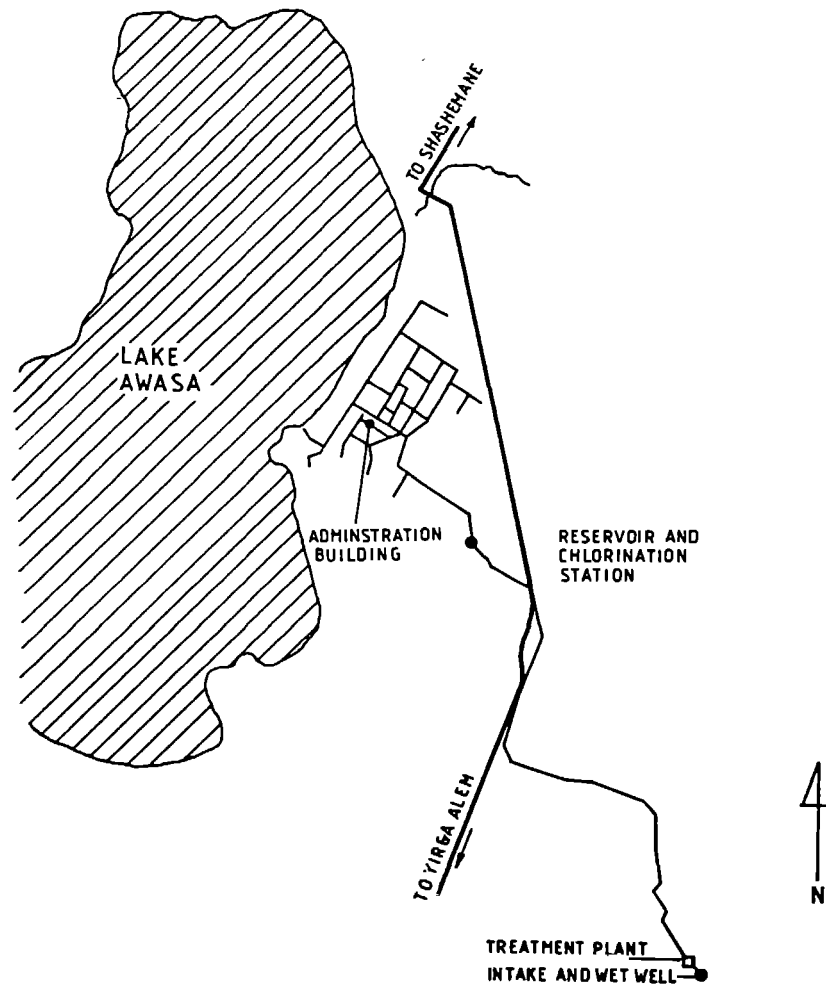 TO SHASHEMANE
LAKE
AWASA
ADMINSTRATION
BUILDING
RESERVOIR AND
CHLORINATION
STATION
TO YIRGA ALEM
N
TREATMENT PLANT
INTAKE AND WET WELL